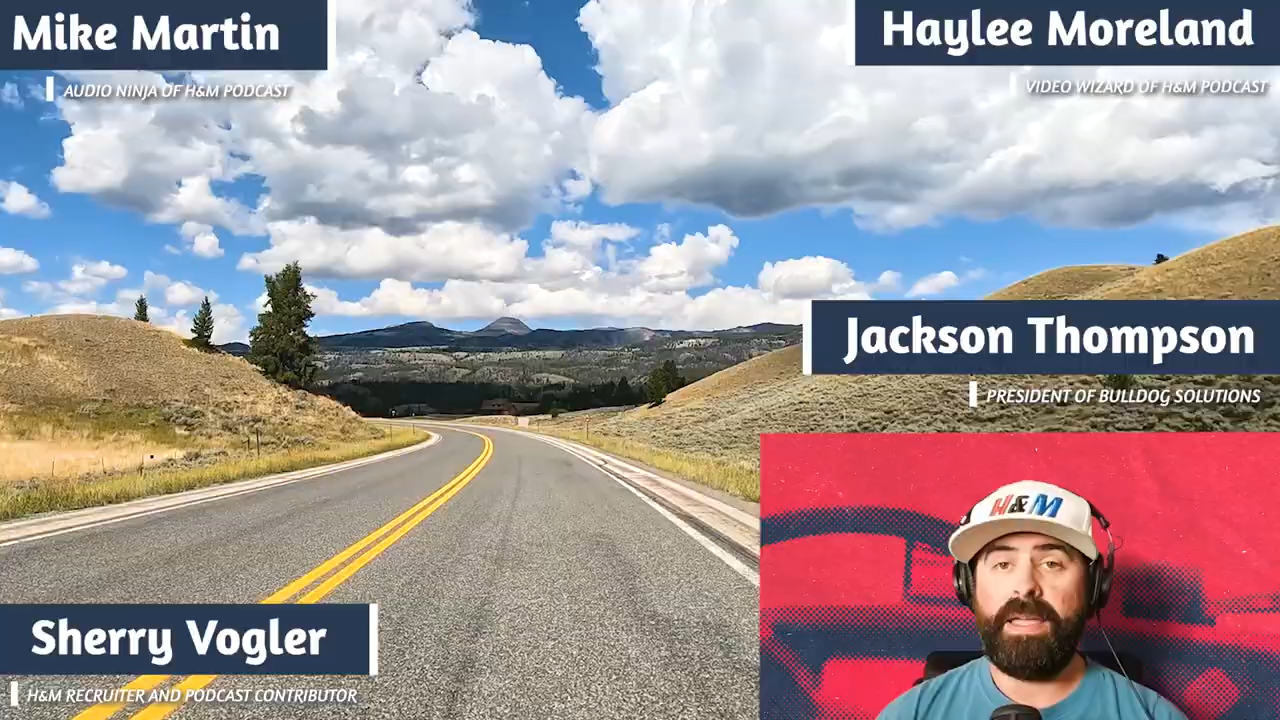 Mike Martin
AUDIO NINJA OF H&M PODCAST
Haylee Moreland
VIDEO WIZARD OF H&M PODCAST
Jackson Thompson
PRESIDENT OF BULLDOG SOLUTIONS
H&M
Sherry Vogler
H&M RECRUITER AND PODCAST CONTRIBUTOR